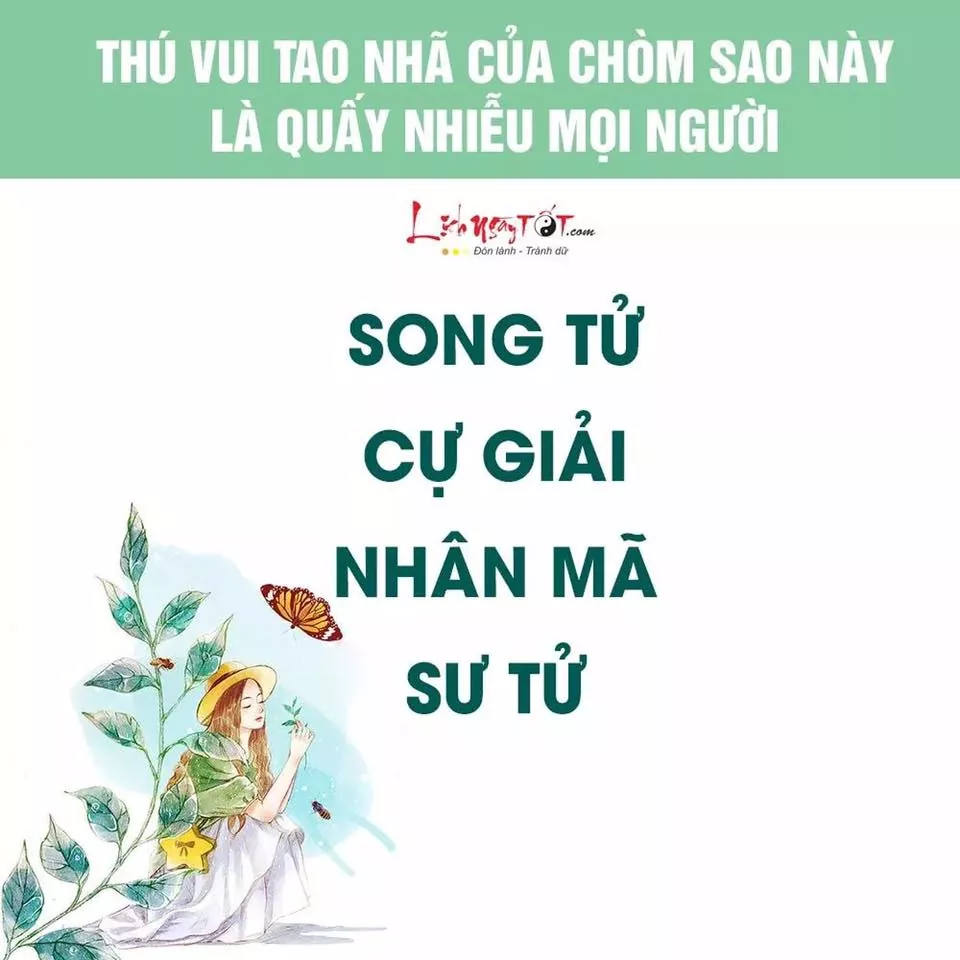 THÚ VUI TAO NHÃ CỦA CHÒM SAO NÀY
LÀ QUẤY NHIỄU MỌI NGƯỜI
LịchNgàyTỐT.com
Đón lành - Tránh dữ
SONG TỬ
CỰ GIẢI
NHÂN MÃ
SƯ TỬ